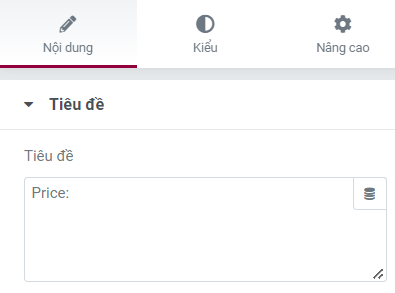 Nội dung
Kiểu
Nâng cao
Tiêu đề
Tiêu đề
Price: